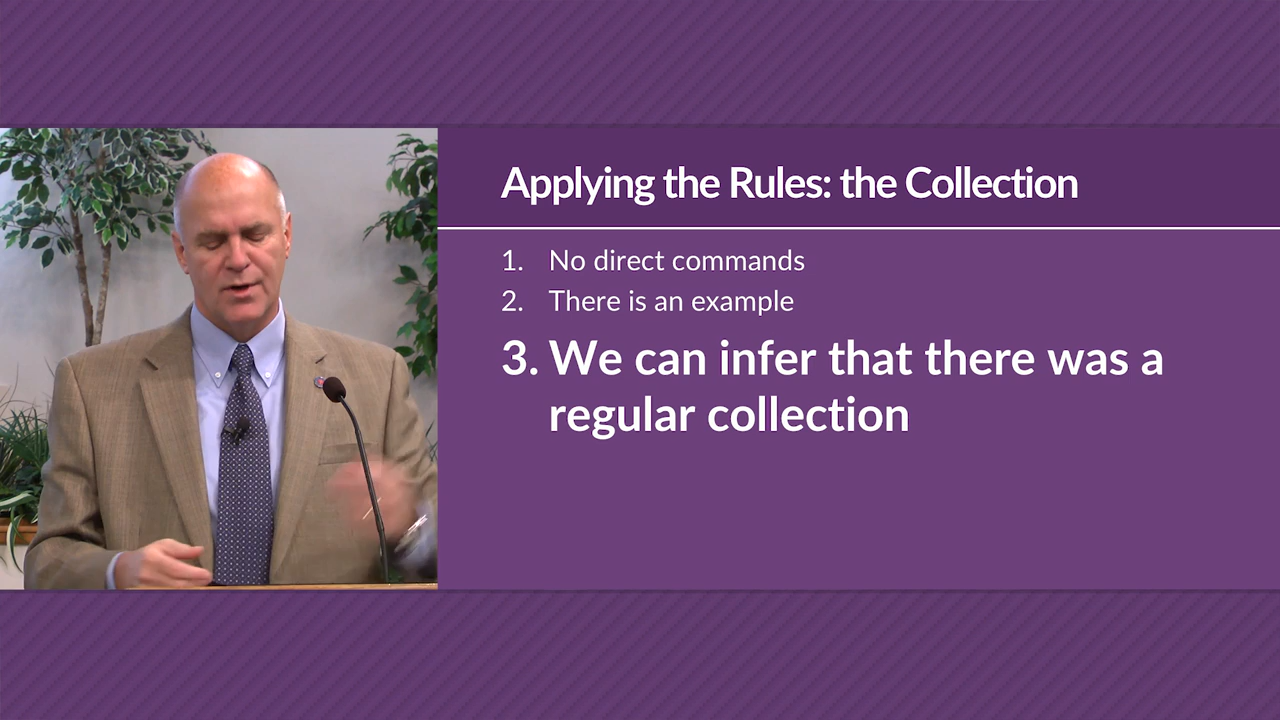 Applying the Rules: the Collection
1. No direct commands
2. There is an example
3. We can infer that there was a
regular collection